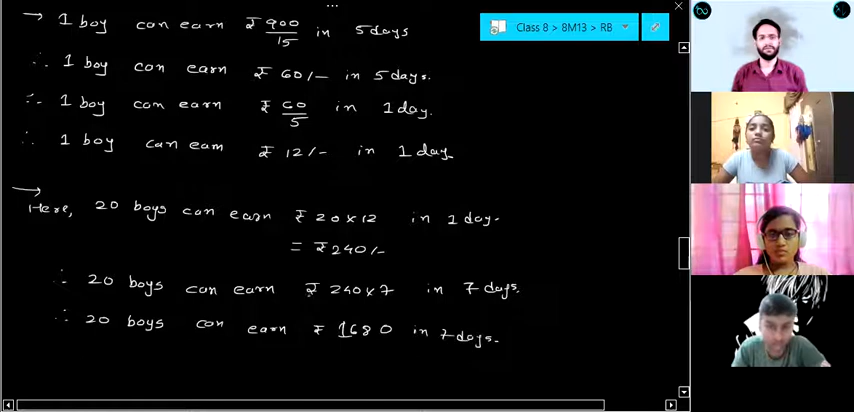 ...
→ 1 boy can earn ₹ 900/15 in 5 days
∴ 1 boy can earn ₹ 60/- in 5 days.
∵ 1 boy can earn ₹ 60/5 in 1 day.
∴ 1 boy can earn ₹ 12/- in 1 day.
→ Here, 20 boys can earn ₹ 20 x 12 in 1 day.
= ₹ 240/-
∴ 20 boys can earn ₹ 240 x 7 in 7 days.
∴ 20 boys can earn ₹ 1680 in 7 days.
Class 8 > 8M13 > RB